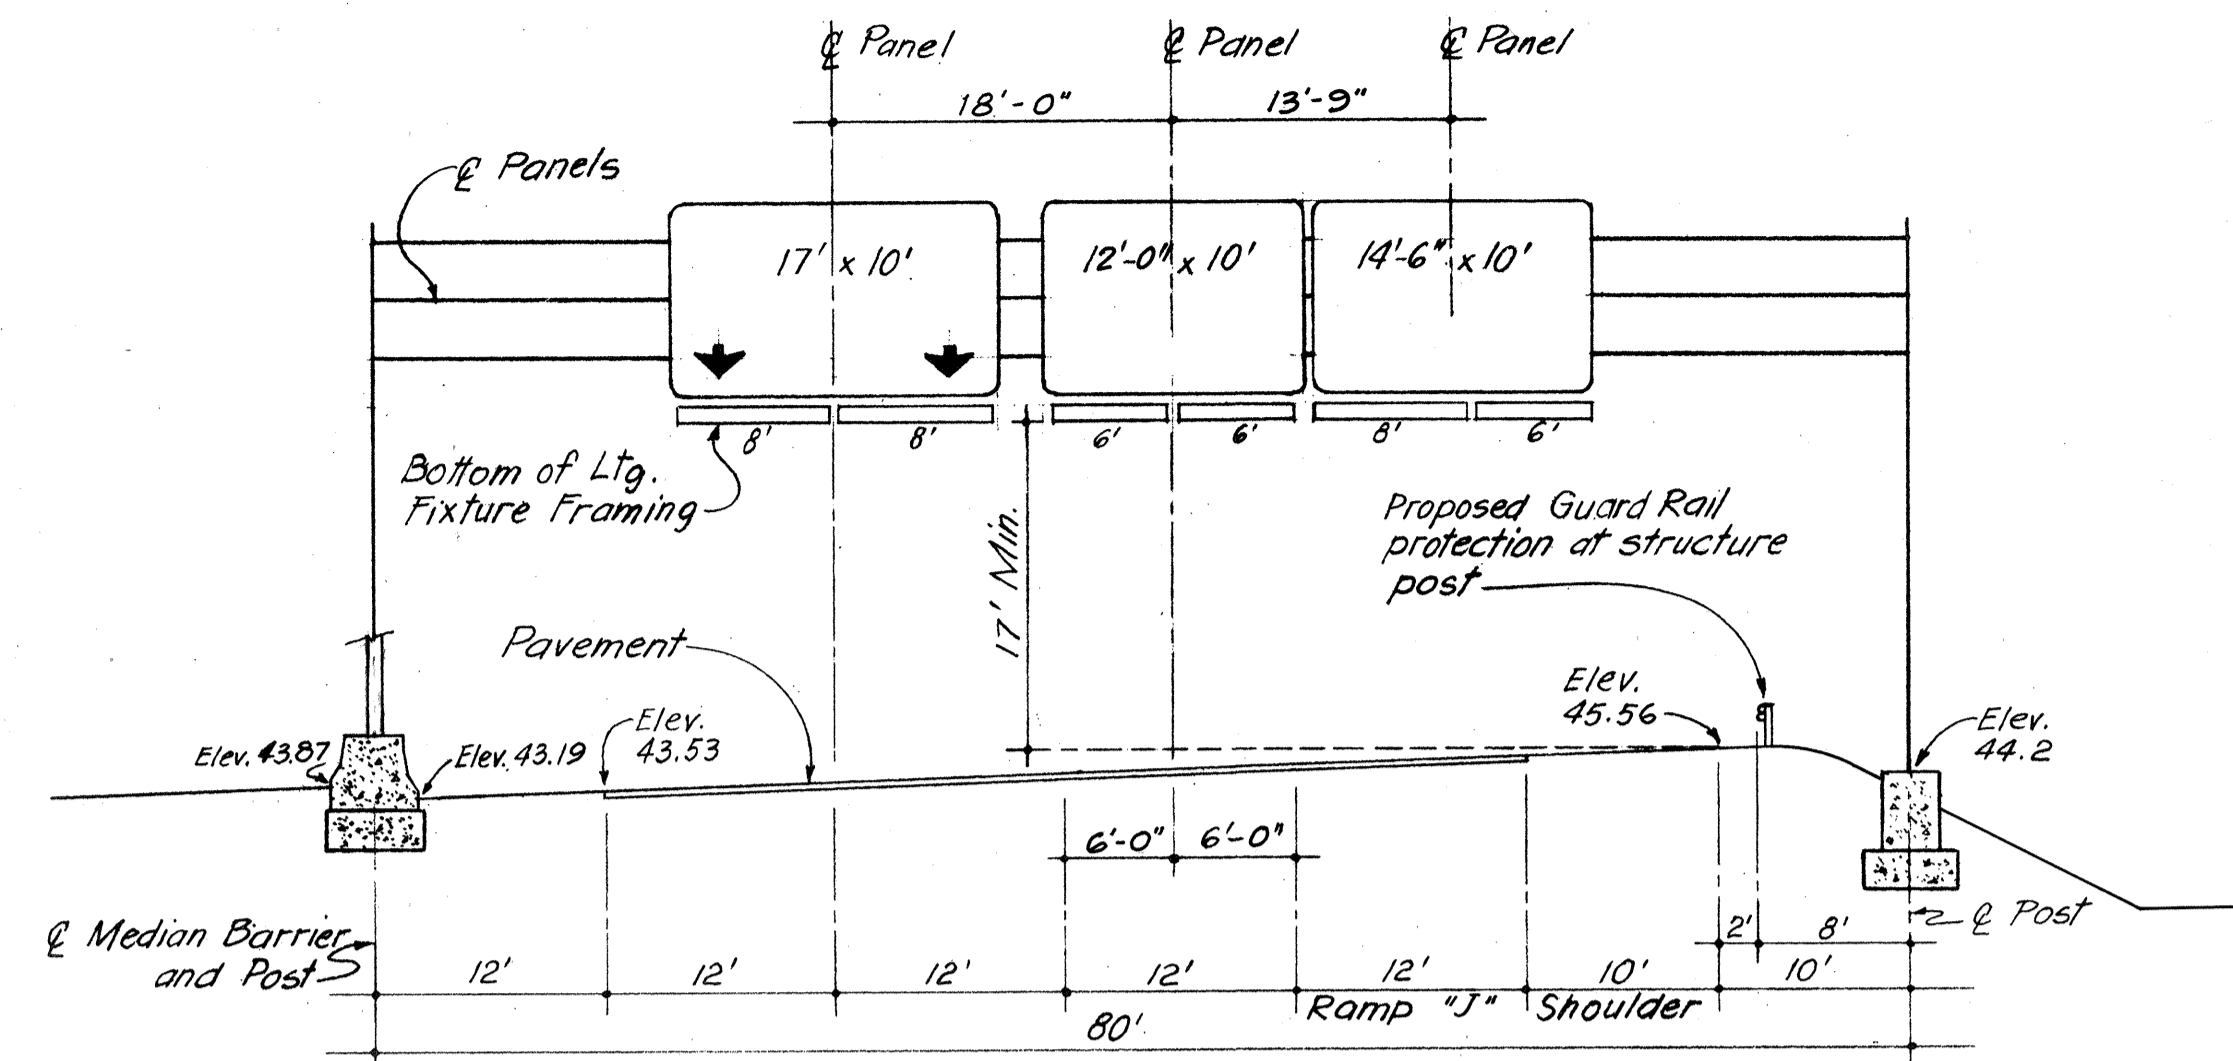 ℄ Panel ℄ Panel ℄ Panel
18'-0" 13'-9"
℄ Panels
17' x 10' 12'-0" x 10' 14'-6" x 10'
8' 8' 6' 6' 8' 6'
Bottom of Ltg.
Fixture Framing
17' Min.
Proposed Guard Rail
protection at structure
post
Pavement
Elev. 43.87
Elev. 43.19
Elev.
43.53
Elev.
45.56
Elev.
44.2
6'-0" 6'-0"
℄ Median Barrier
and Post
℄ Post
2' 8'
12' 12' 12' 12' 12' 10' 10'
Ramp "J" Shoulder
80'